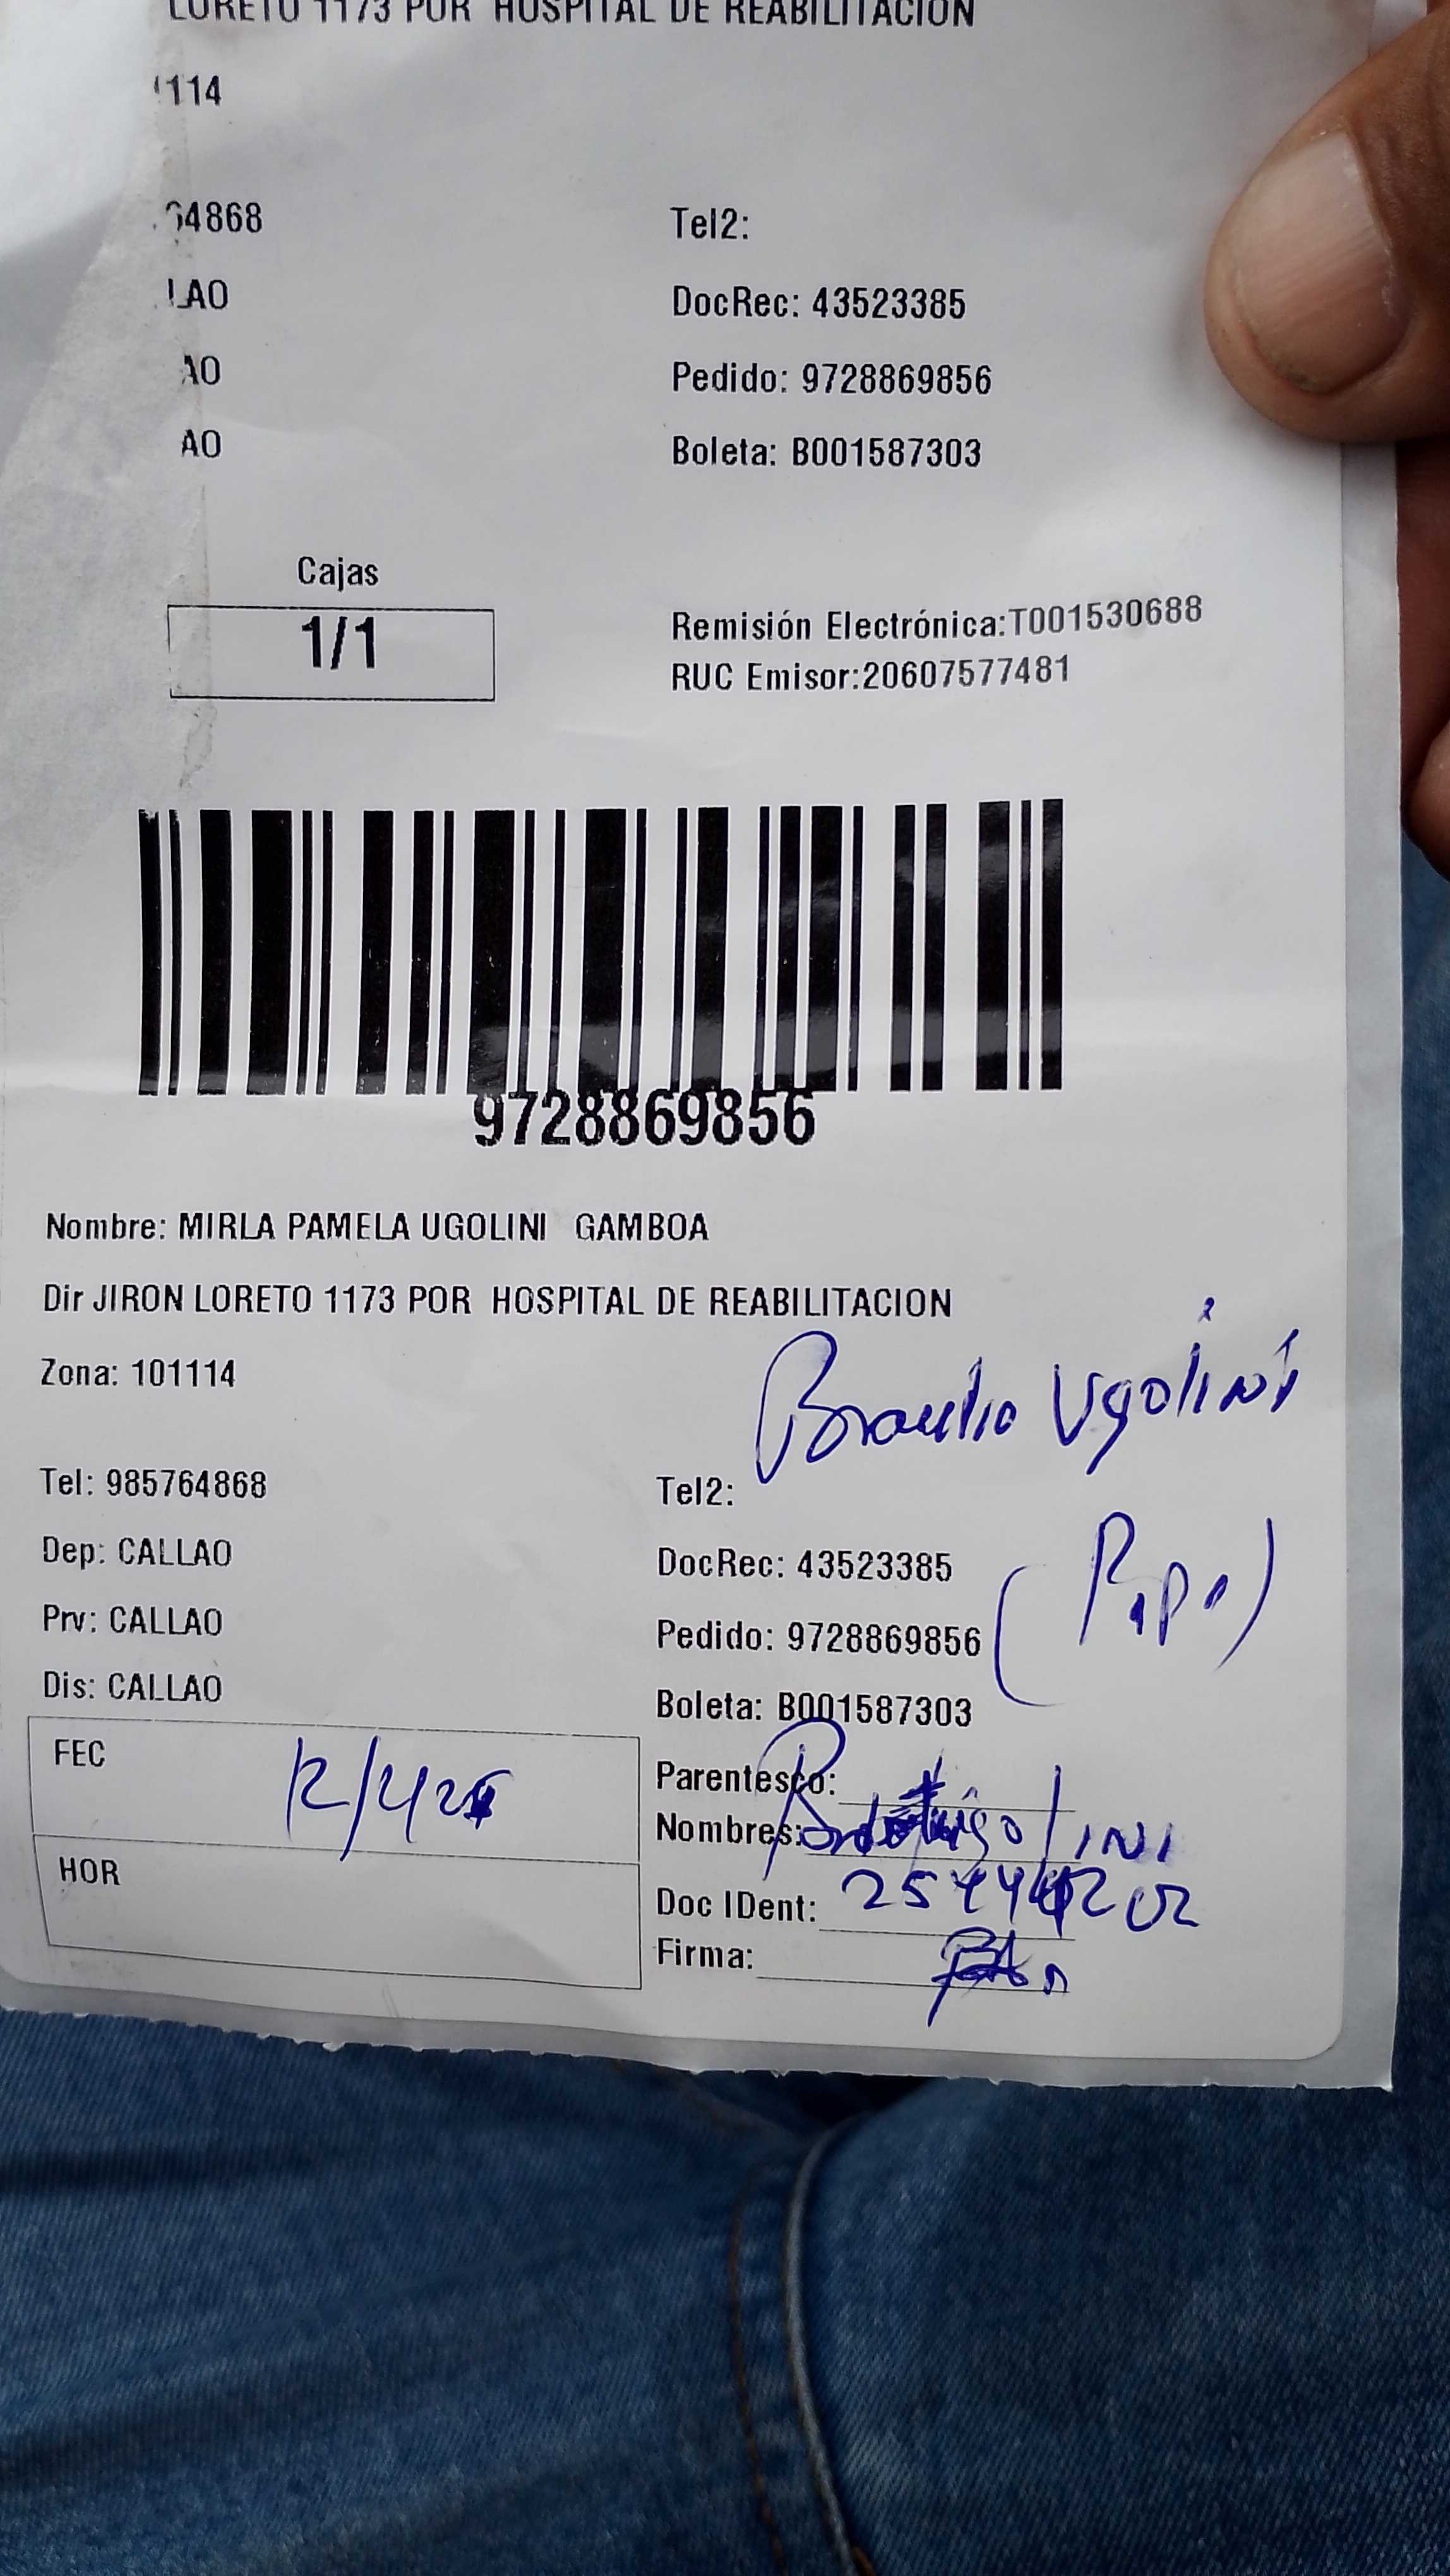 LORETO 1173 POR HOSPITAL DE REABILITACION
114
4868
LAO
AO
AO
Tel2:
DocRec: 43523385
Pedido: 9728869856
Boleta: B001587303
Cajas
1/1
Remisión Electrónica:T001530688
RUC Emisor:20607577481
9728869856
Nombre: MIRLA PAMELA UGOLINI GAMBOA
Dir JIRON LORETO 1173 POR HOSPITAL DE REABILITACION
Zona: 101114
Braulio Ugolini
Tel: 985764868
Dep: CALLAO
Prv: CALLAO
Dis: CALLAO
Tel2:
DocRec: 43523385
Pedido: 9728869856
Boleta: B001587303
FEC
HOR
Parentesco:
Nombres:
Doc IDent:
Firma: